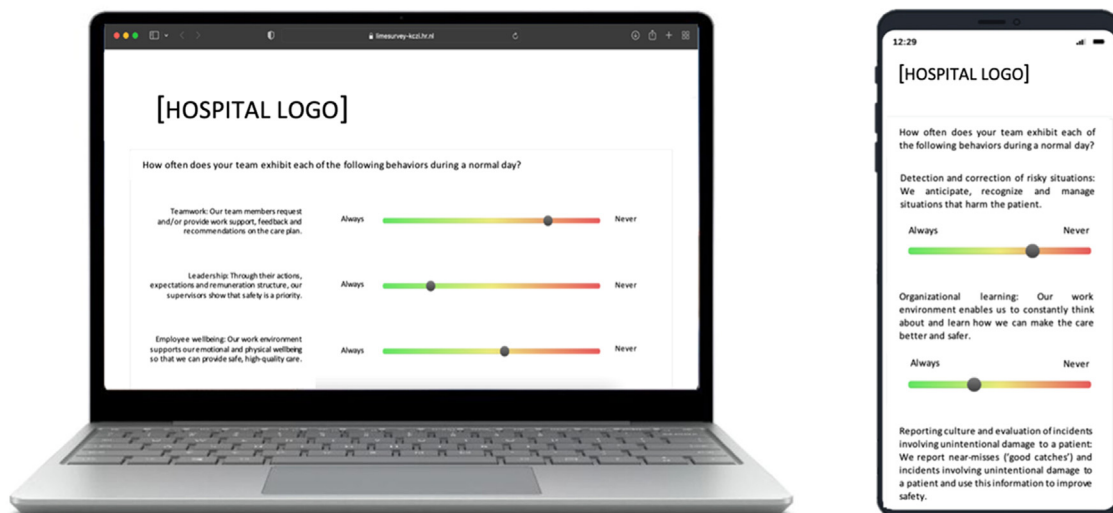 limesurvey-kczl.hr.nl
[HOSPITAL LOGO]
How often does your team exhibit each of the following behaviors during a normal day?
Teamwork: Our team members request
and/or provide work support, feedback and
recommendations on the care plan.
Always
Never
Leadership: Through their actions,
expectations and remuneration structure, our
supervisors show that safety is a priority.
Always
Never
Employee wellbeing: Our work environment
supports our emotional and physical wellbeing
so that we can provide safe, high-quality care.
Always
Never
12:29
[HOSPITAL LOGO]
How often does your team exhibit each of
the following behaviors during a normal day?
Detection and correction of risky situations:
We anticipate, recognize and manage
situations that harm the patient.
Always
Never
Organizational learning: Our work
environment enables us to constantly think
about and learn how we can make the care
better and safer.
Always
Never
Reporting culture and evaluation of incidents
involving unintentional damage to a patient:
We report near-misses ('good catches') and
incidents involving unintentional damage to
a patient and use this information to improve
safety.